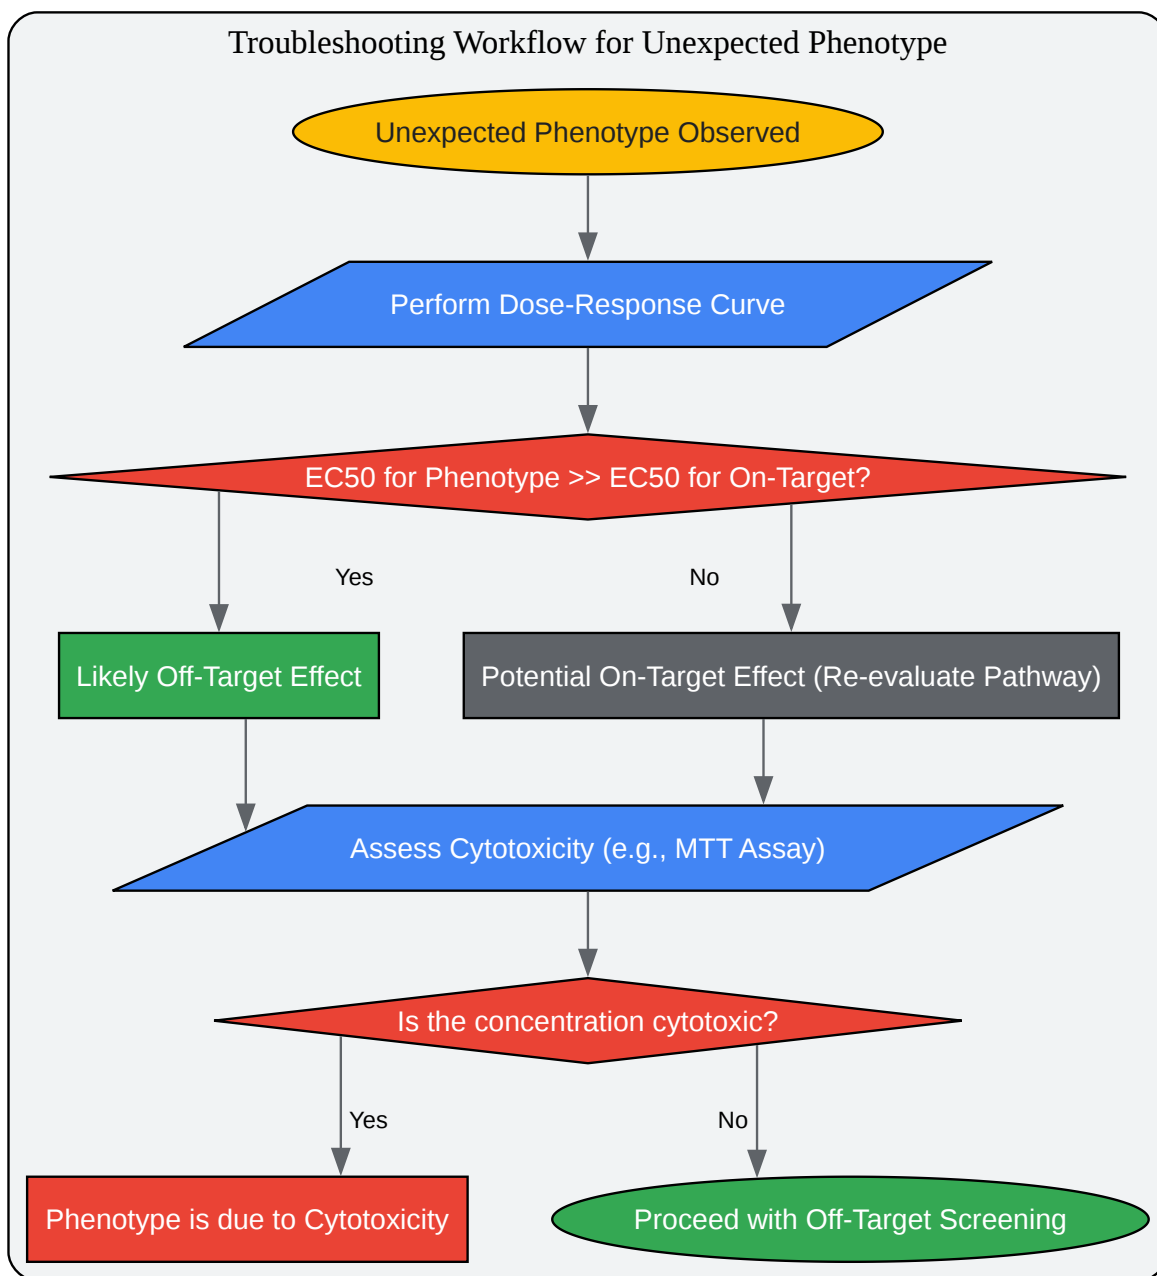 Troubleshooting Workflow for Unexpected Phenotype
Unexpected Phenotype Observed
Perform Dose-Response Curve
EC50 for Phenotype >> EC50 for On-Target?
Yes
No
Likely Off-Target Effect
Potential On-Target Effect (Re-evaluate Pathway)
Assess Cytotoxicity (e.g., MTT Assay)
Is the concentration cytotoxic?
Yes
No
Phenotype is due to Cytotoxicity
Proceed with Off-Target Screening